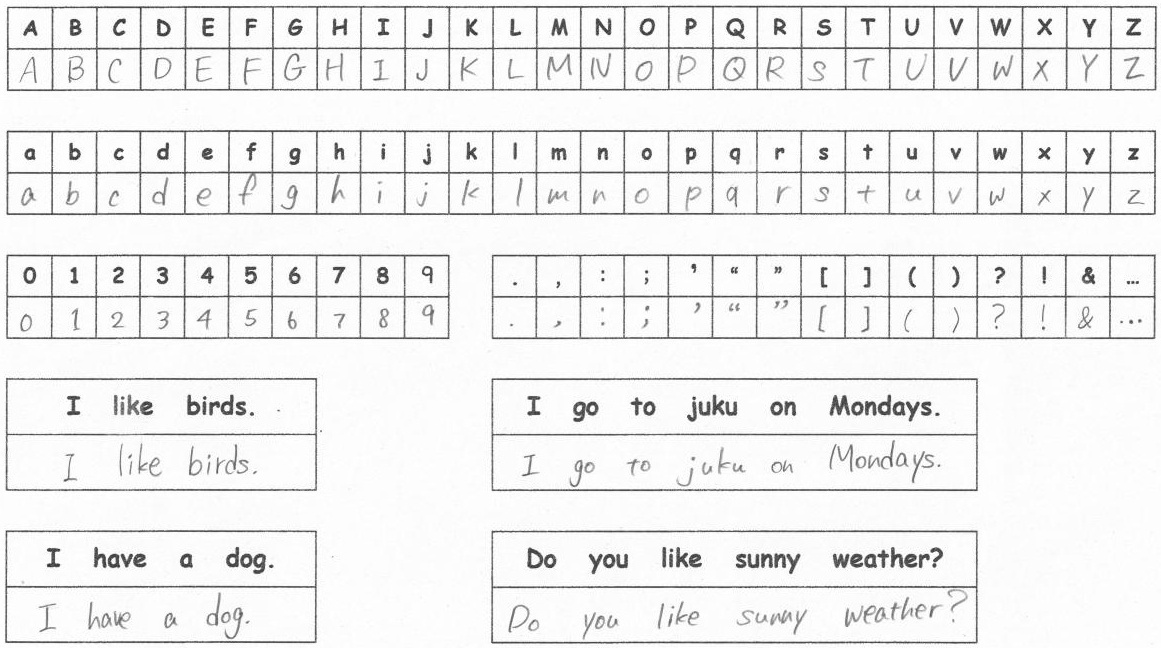 A B C D E F G H I J K L M N O P Q R S T U V W X Y Z
A B C D E F G H I J K L M N O P Q R S T U V W X Y Z
a b c d e f g h i j k l m n o p q r s t u v w x y z
a b c d e f g h i j k l m n o p q r s t u v w x y z
0 1 2 3 4 5 6 7 8 9
0 1 2 3 4 5 6 7 8 9
. , : ; ’ “ ” [ ] ( ) ? ! & …
. , : ; ’ “ ” [ ] ( ) ? ! & …
I like birds.
I like birds.
I go to juku on Mondays.
I go to juku on Mondays.
I have a dog.
I have a dog.
Do you like sunny weather?
Do you like sunny weather?